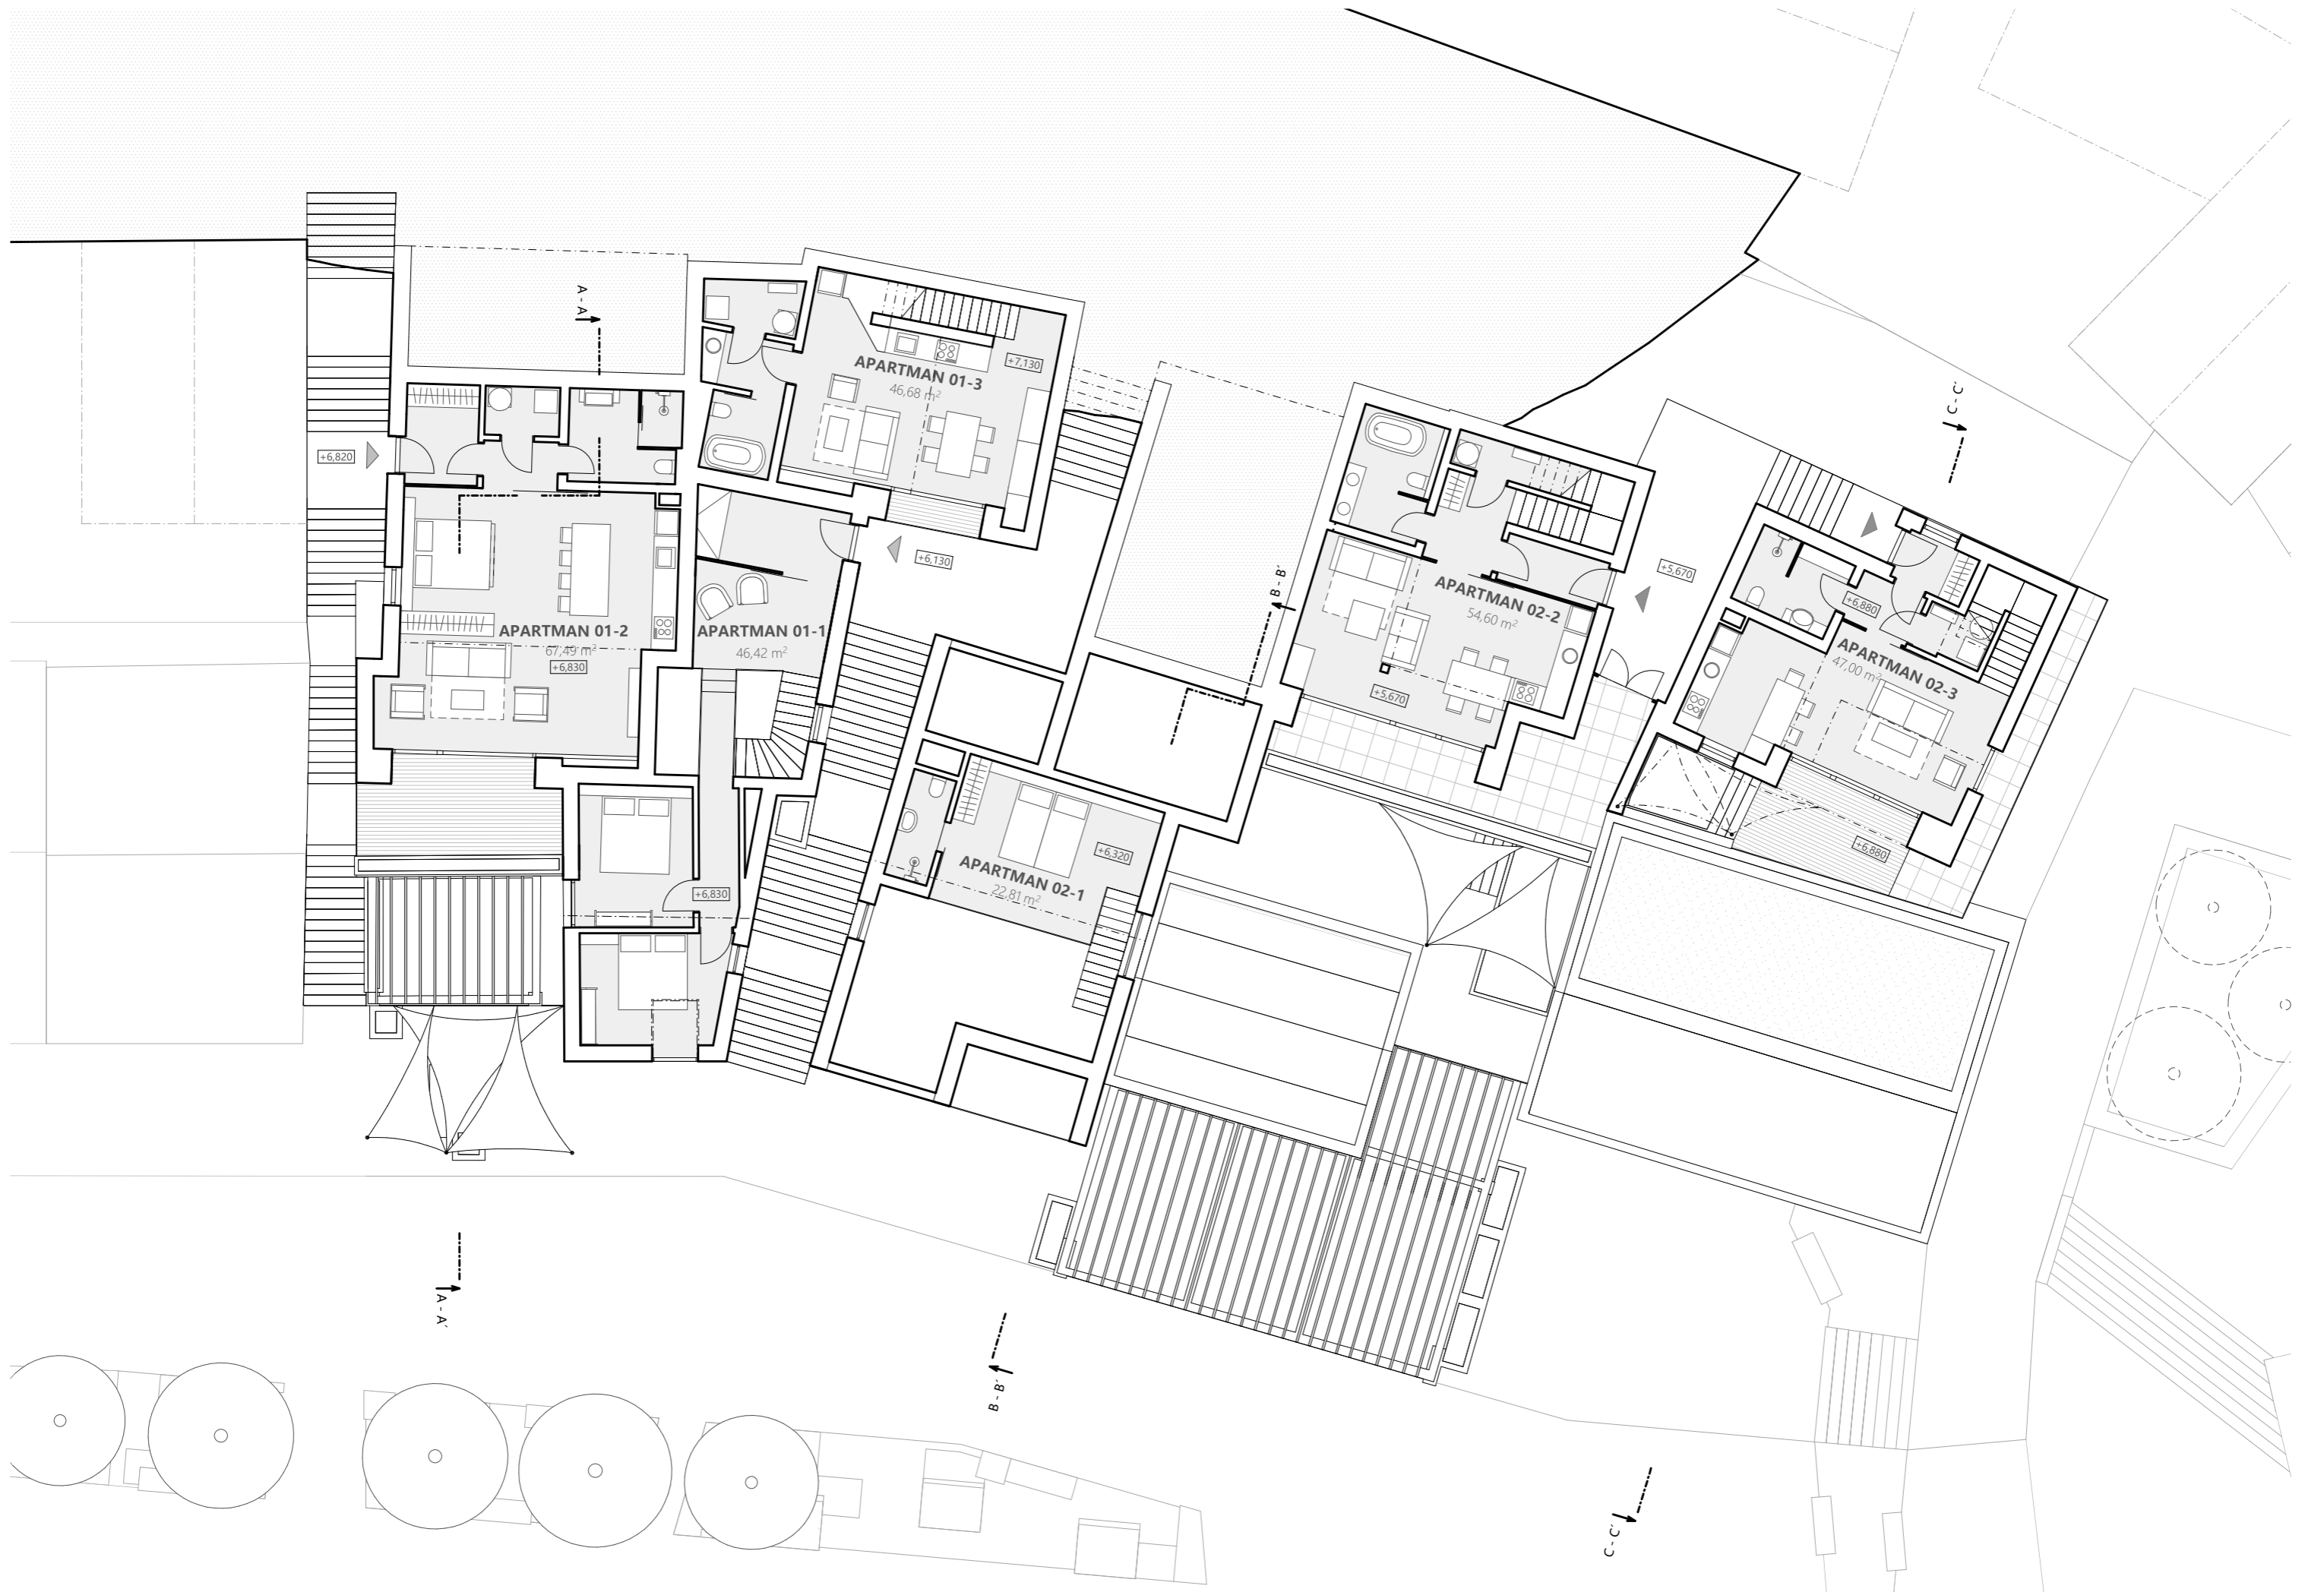 A - A'
+6,820
APARTMAN 01-3
46,68 m²
+7,130
+6,130
APARTMAN 01-2
67,49 m²
+6,830
APARTMAN 01-1
46,42 m²
+6,830
B - B'
APARTMAN 02-1
22,81 m²
+6,320
APARTMAN 02-2
54,60 m²
+5,670
+5,670
C - C'
+6,880
APARTMAN 02-3
47,00 m²
+6,880
A - A'
B - B'
C - C'